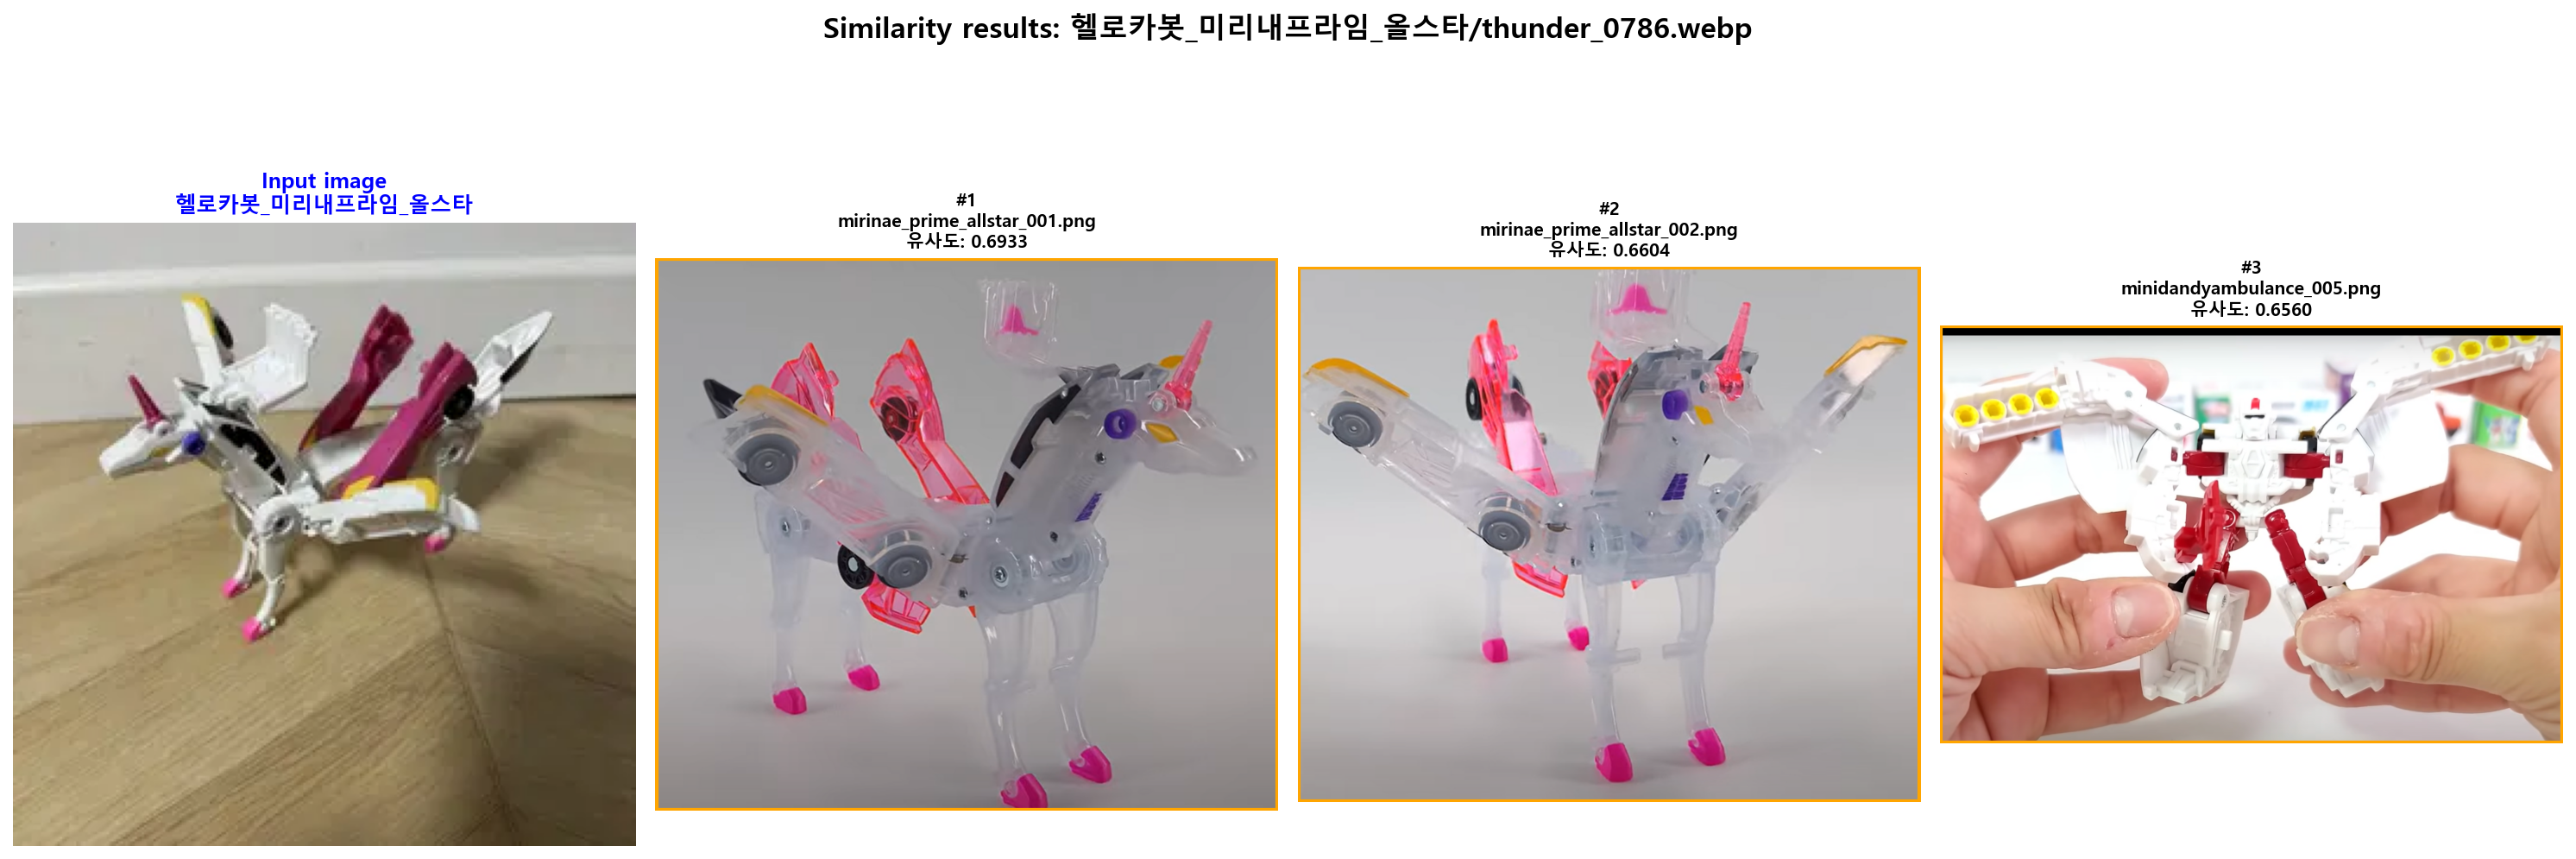 Similarity results: 헬로카봇_미리내프라임_올스타/thunder_0786.webp
Input image
헬로카봇_미리내프라임_올스타
#1
mirinae_prime_allstar_001.png
유사도: 0.6933
#2
mirinae_prime_allstar_002.png
유사도: 0.6604
#3
minidandyambulance_005.png
유사도: 0.6560